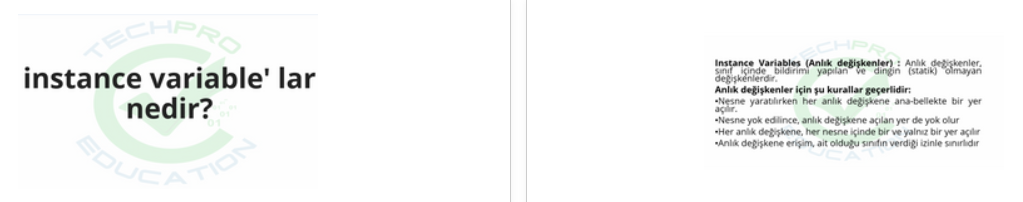 TECHPRO
instance variable' lar
nedir?
EDUCATION
Instance Variables (Anlık değişkenler) : Anlık değişkenler,
sınıf içinde bildirimi yapılan ve dingin (statik) olmayan
değişkenlerdir.
Anlık değişkenler için şu kurallar geçerlidir:
•Nesne yaratılırken her anlık değişkene ana-bellekte bir yer
açılır.
•Nesne yok edilince, anlık değişkene açılan yer de yok olur
•Her anlık değişkene, her nesne içinde bir ve yalnız bir yer açılır
•Anlık değişkene erişim, ait olduğu sınıfın verdiği izinle sınırlıdır